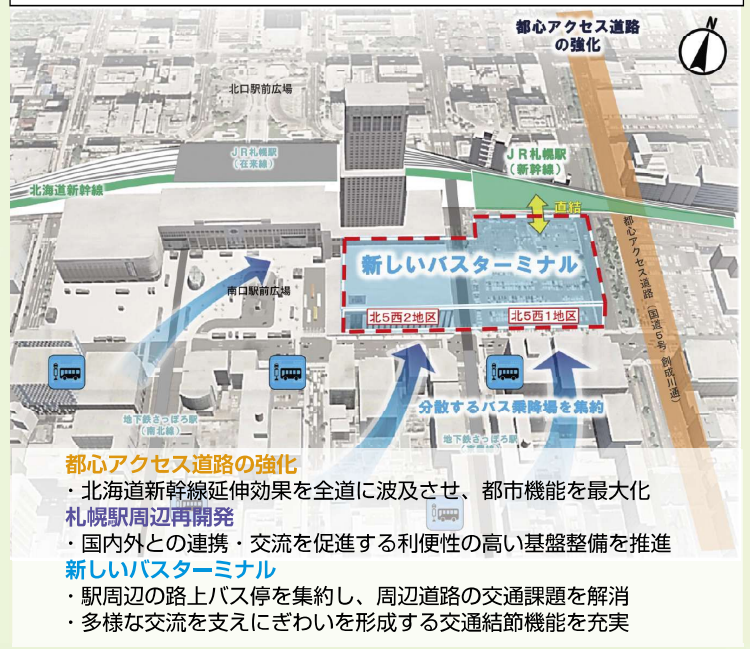 都心アクセス道路
の強化
N
北口駅前広場
JR札幌駅
(在来線)
JR札幌駅
(新幹線)
北海道新幹線
直結
都心アクセス道路(国道5号 創成川通)
新しいバスターミナル
南口駅前広場
北5西2地区
北5西1地区
分散するバス乗降場を集約
地下鉄さっぽろ駅
(南北線)
地下鉄さっぽろ駅
都心アクセス道路の強化
・北海道新幹線延伸効果を全道に波及させ、都市機能を最大化
札幌駅周辺再開発
・国内外との連携・交流を促進する利便性の高い基盤整備を推進
新しいバスターミナル
・駅周辺の路上バス停を集約し、周辺道路の交通課題を解消
・多様な交流を支えにぎわいを形成する交通結節機能を充実